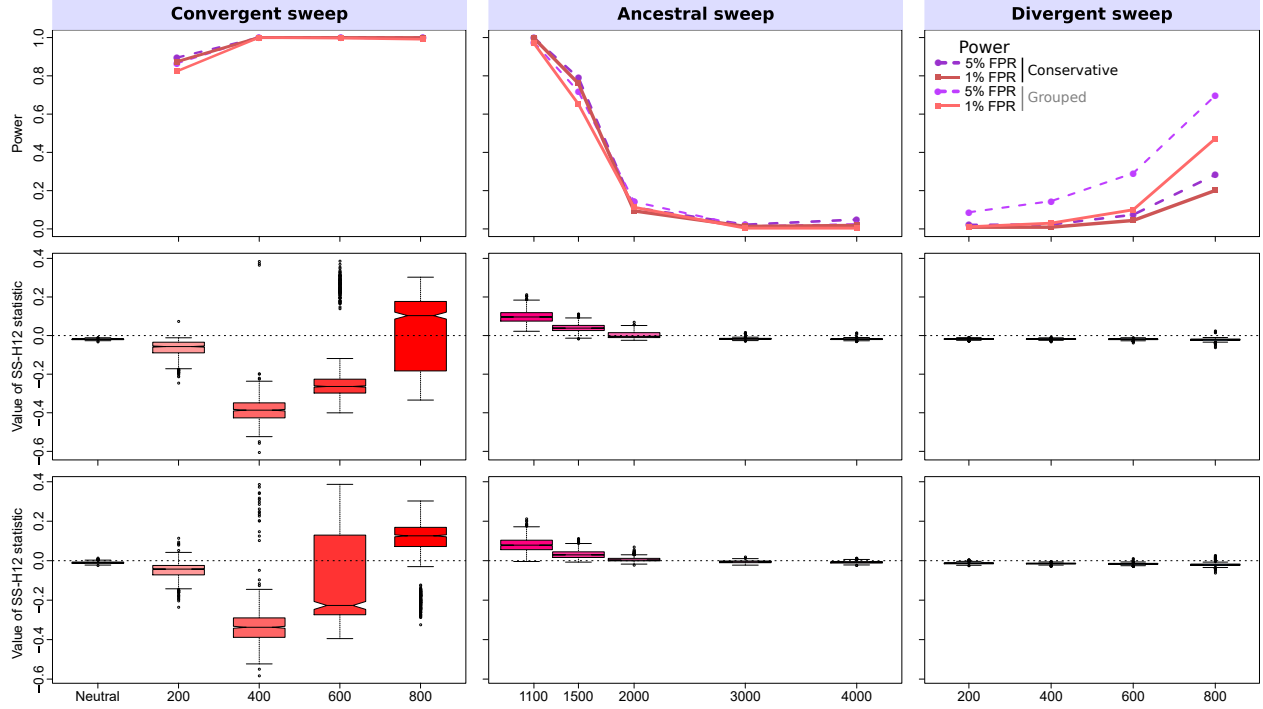 Convergent sweep
Ancestral sweep
Divergent sweep
Power
0.0 0.2 0.4 0.6 0.8 1.0
Power
5% FPR
1% FPR
Conservative
5% FPR
1% FPR
Grouped
Value of SS-H12 statistic
−0.6 −0.4 −0.2 0.0 0.2 0.4
Value of SS-H12 statistic
−0.6 −0.4 −0.2 0.0 0.2 0.4
Neutral 200 400 600 800
1100 1500 2000 3000 4000
200 400 600 800